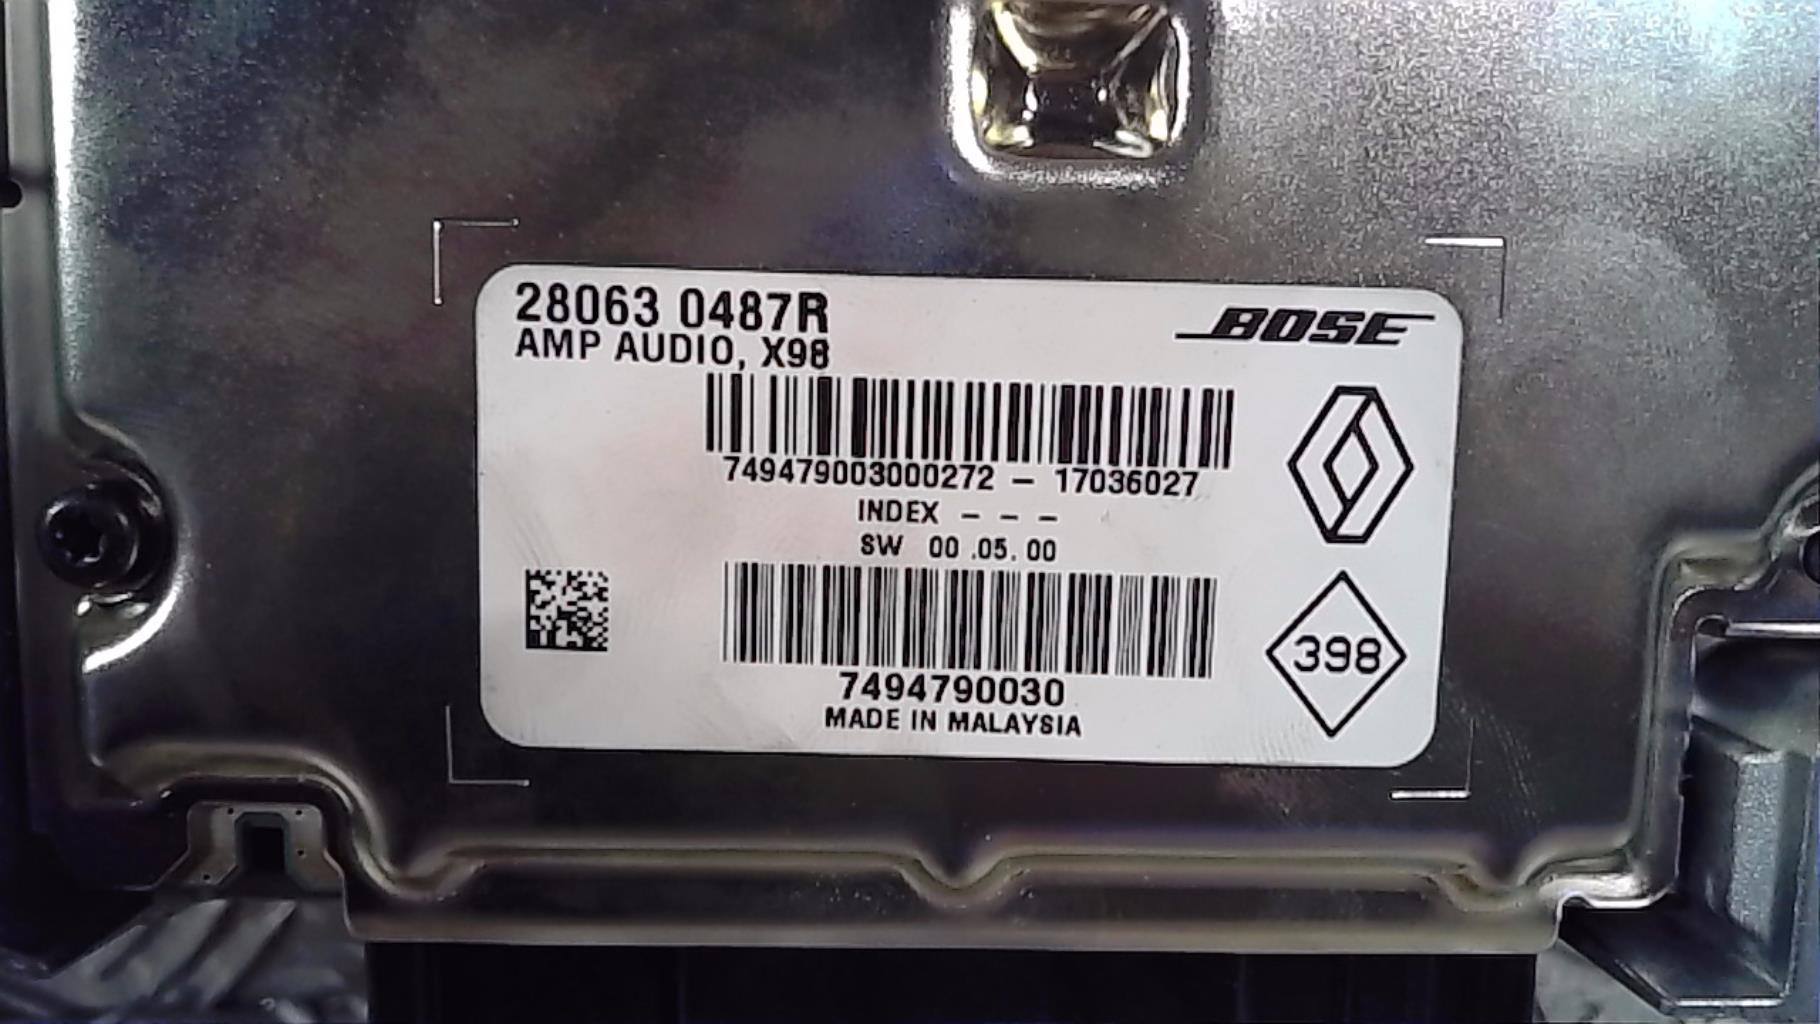 28063 0487R
BOSE
AMP AUDIO, X98
749479003000272 – 17036027
INDEX – – –
SW 00 .05. 00
398
7494790030
MADE IN MALAYSIA